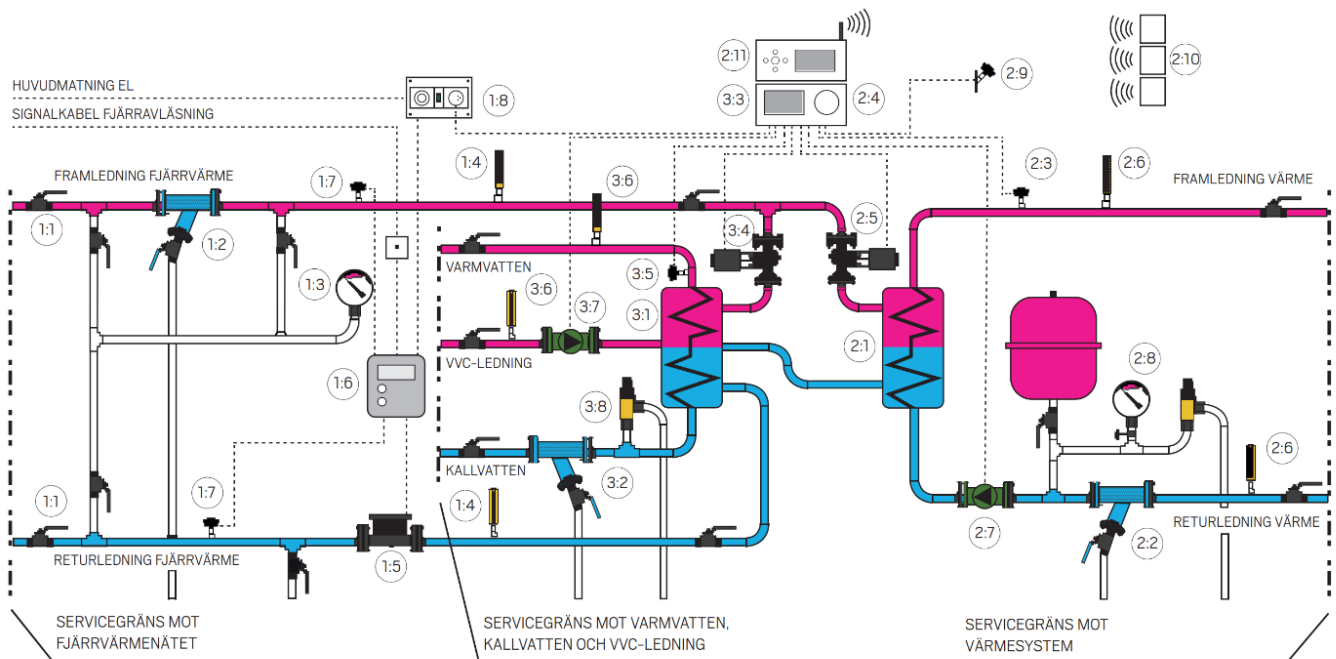 2:11
3:3
2:4
2:9
2:10
HUVUDMATNING EL
1:8
SIGNALKABEL FJÄRRAVLÄSNING
1:4
2:3
2:6
FRAMLEDNING FJÄRRVÄRME
1:7
3:6
FRAMLEDNING VÄRME
1:1
1:2
3:4
2:5
VARMVATTEN
3:5
1:3
3:6
3:7
3:1
2:1
VVC-LEDNING
1:6
2:8
3:8
KALLVATTEN
3:2
2:6
1:1
1:7
1:4
RETURLEDNING FJÄRRVÄRME
1:5
2:7
2:2
RETURLEDNING VÄRME
SERVICEGRÄNS MOT
FJÄRRVÄRMENÄTET
SERVICEGRÄNS MOT VARMVATTEN,
KALLVATTEN OCH VVC-LEDNING
SERVICEGRÄNS MOT
VÄRMESYSTEM